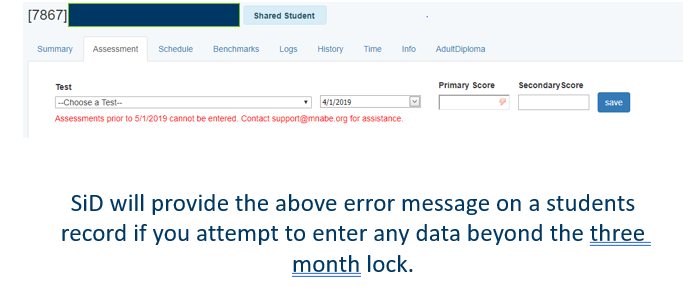 [7867] Shared Student
Summary Assessment Schedule Benchmarks Logs History Time Info AdultDiploma
Test Primary Score SecondaryScore
--Choose a Test-- 4/1/2019 save
Assessments prior to 5/1/2019 cannot be entered. Contact support@mnabe.org for assistance.
SiD will provide the above error message on a students
record if you attempt to enter any data beyond the three
month lock.